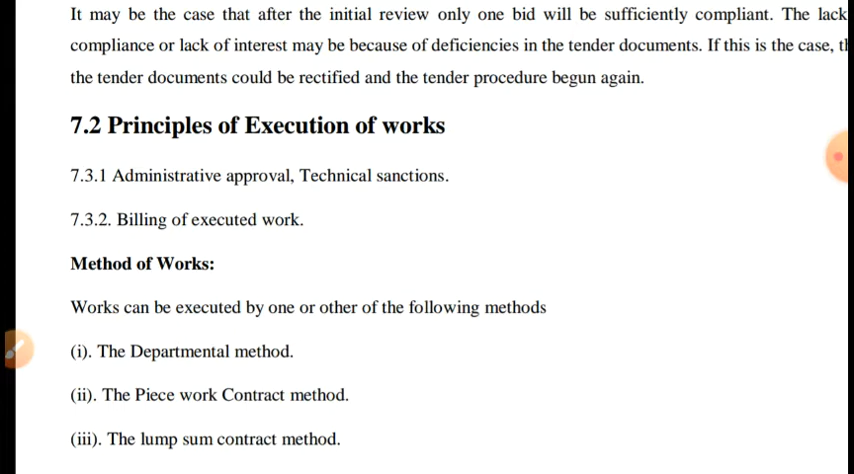 It may be the case that after the initial review only one bid will be sufficiently compliant. The lack
compliance or lack of interest may be because of deficiencies in the tender documents. If this is the case,
the tender documents could be rectified and the tender procedure begun again.
7.2 Principles of Execution of works
7.3.1 Administrative approval, Technical sanctions.
7.3.2. Billing of executed work.
Method of Works:
Works can be executed by one or other of the following methods
(i). The Departmental method.
(ii). The Piece work Contract method.
(iii). The lump sum contract method.